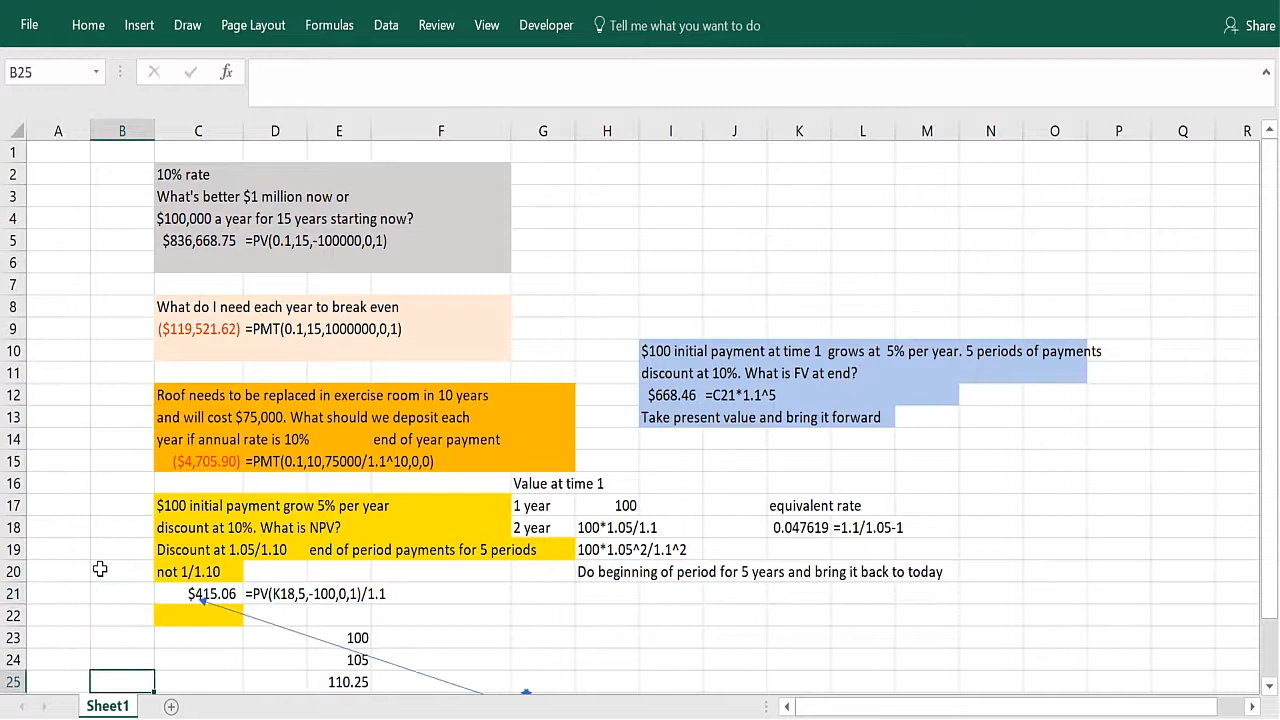 File Home Insert Draw Page Layout Formulas Data Review View Developer Tell me what you want to do Share
B25 fx
A B C D E F G H I J K L M N O P Q R
1
2 10% rate
3 What's better $1 million now or
4 $100,000 a year for 15 years starting now?
5 $836,668.75 =PV(0.1,15,-100000,0,1)
6
7
8 What do I need each year to break even
9 ($119,521.62) =PMT(0.1,15,1000000,0,1)
10 $100 initial payment at time 1 grows at 5% per year. 5 periods of payments
11 discount at 10%. What is FV at end?
12 Roof needs to be replaced in exercise room in 10 years $668.46 =C21*1.1^5
13 and will cost $75,000. What should we deposit each Take present value and bring it forward
14 year if annual rate is 10% end of year payment
15 ($4,705.90) =PMT(0.1,10,75000/1.1^10,0,0)
16 Value at time 1
17 $100 initial payment grow 5% per year 1 year 100 equivalent rate
18 discount at 10%. What is NPV? 2 year 100*1.05/1.1 0.047619 =1.1/1.05-1
19 Discount at 1.05/1.10 end of period payments for 5 periods 100*1.05^2/1.1^2
20 not 1/1.10 Do beginning of period for 5 years and bring it back to today
21 $415.06 =PV(K18,5,-100,0,1)/1.1
22
23 100
24 105
25 110.25
Sheet1